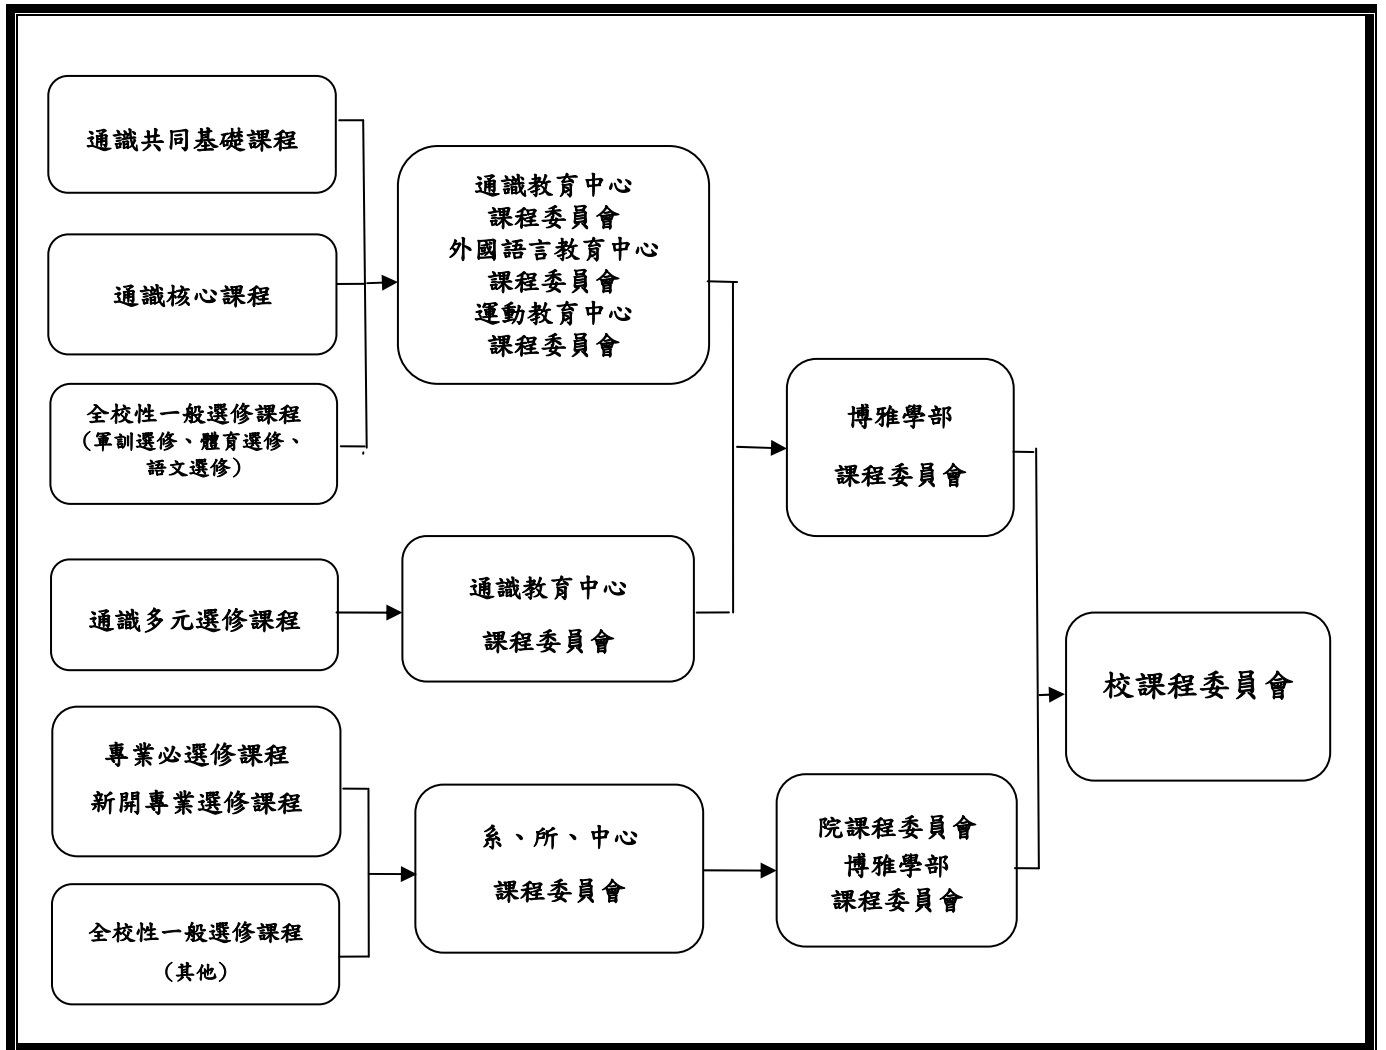 通識共同基礎課程
通識核心課程
全校性一般選修課程
（軍訓選修、體育選修、
語文選修）
通識多元選修課程
專業必選修課程
新開專業選修課程
全校性一般選修課程
（其他）
通識教育中心
課程委員會
外國語言教育中心
課程委員會
運動教育中心
課程委員會
通識教育中心
課程委員會
系、所、中心
課程委員會
博雅學部
課程委員會
院課程委員會
博雅學部
課程委員會
校課程委員會